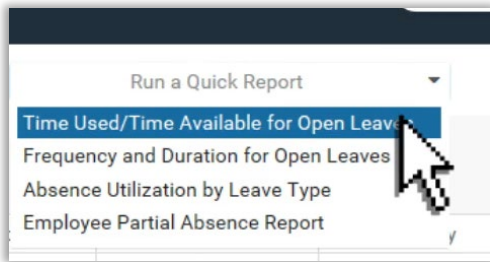 Run a Quick Report
Time Used/Time Available for Open Leaves
Frequency and Duration for Open Leaves
Absence Utilization by Leave Type
Employee Partial Absence Report
y